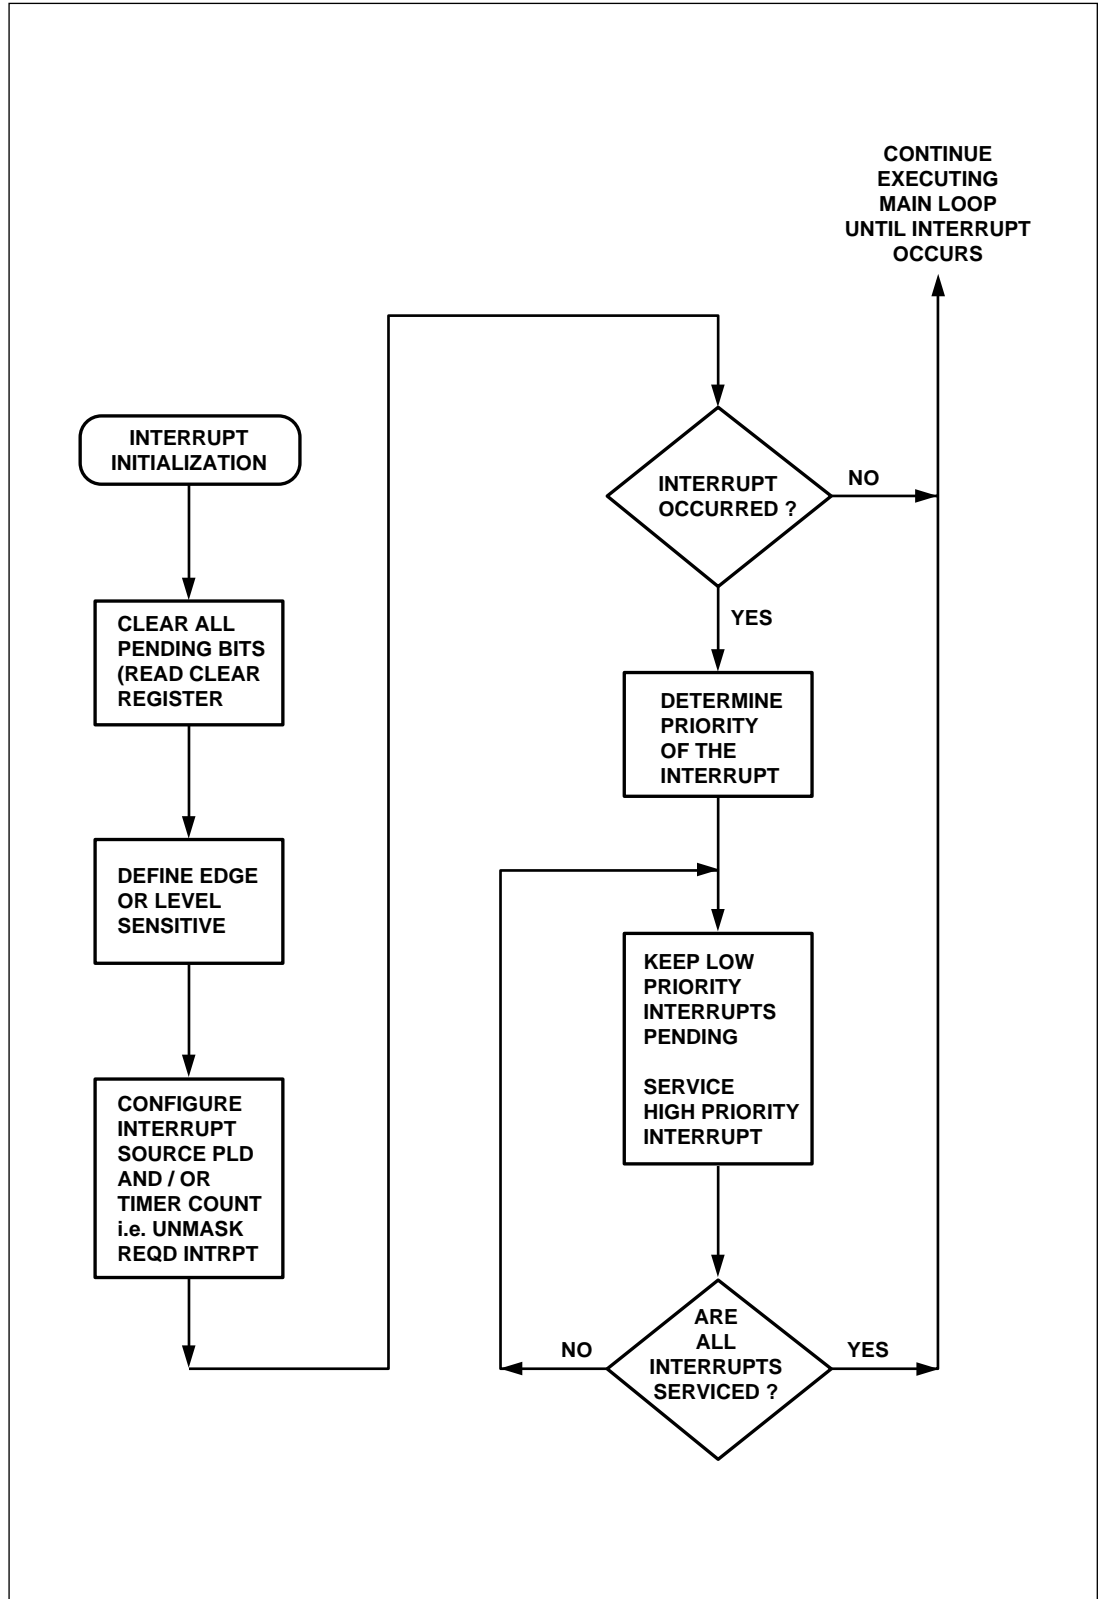 INTERRUPT
INITIALIZATION
CLEAR ALL
PENDING BITS
(READ CLEAR
REGISTER
DEFINE EDGE
OR LEVEL
SENSITIVE
CONFIGURE
INTERRUPT
SOURCE PLD
AND / OR
TIMER COUNT
i.e. UNMASK
REQD INTRPT
INTERRUPT
OCCURRED ?
NO
YES
DETERMINE
PRIORITY
OF THE
INTERRUPT
KEEP LOW
PRIORITY
INTERRUPTS
PENDING
SERVICE
HIGH PRIORITY
INTERRUPT
ARE
ALL
INTERRUPTS
SERVICED ?
NO
YES
CONTINUE
EXECUTING
MAIN LOOP
UNTIL INTERRUPT
OCCURS